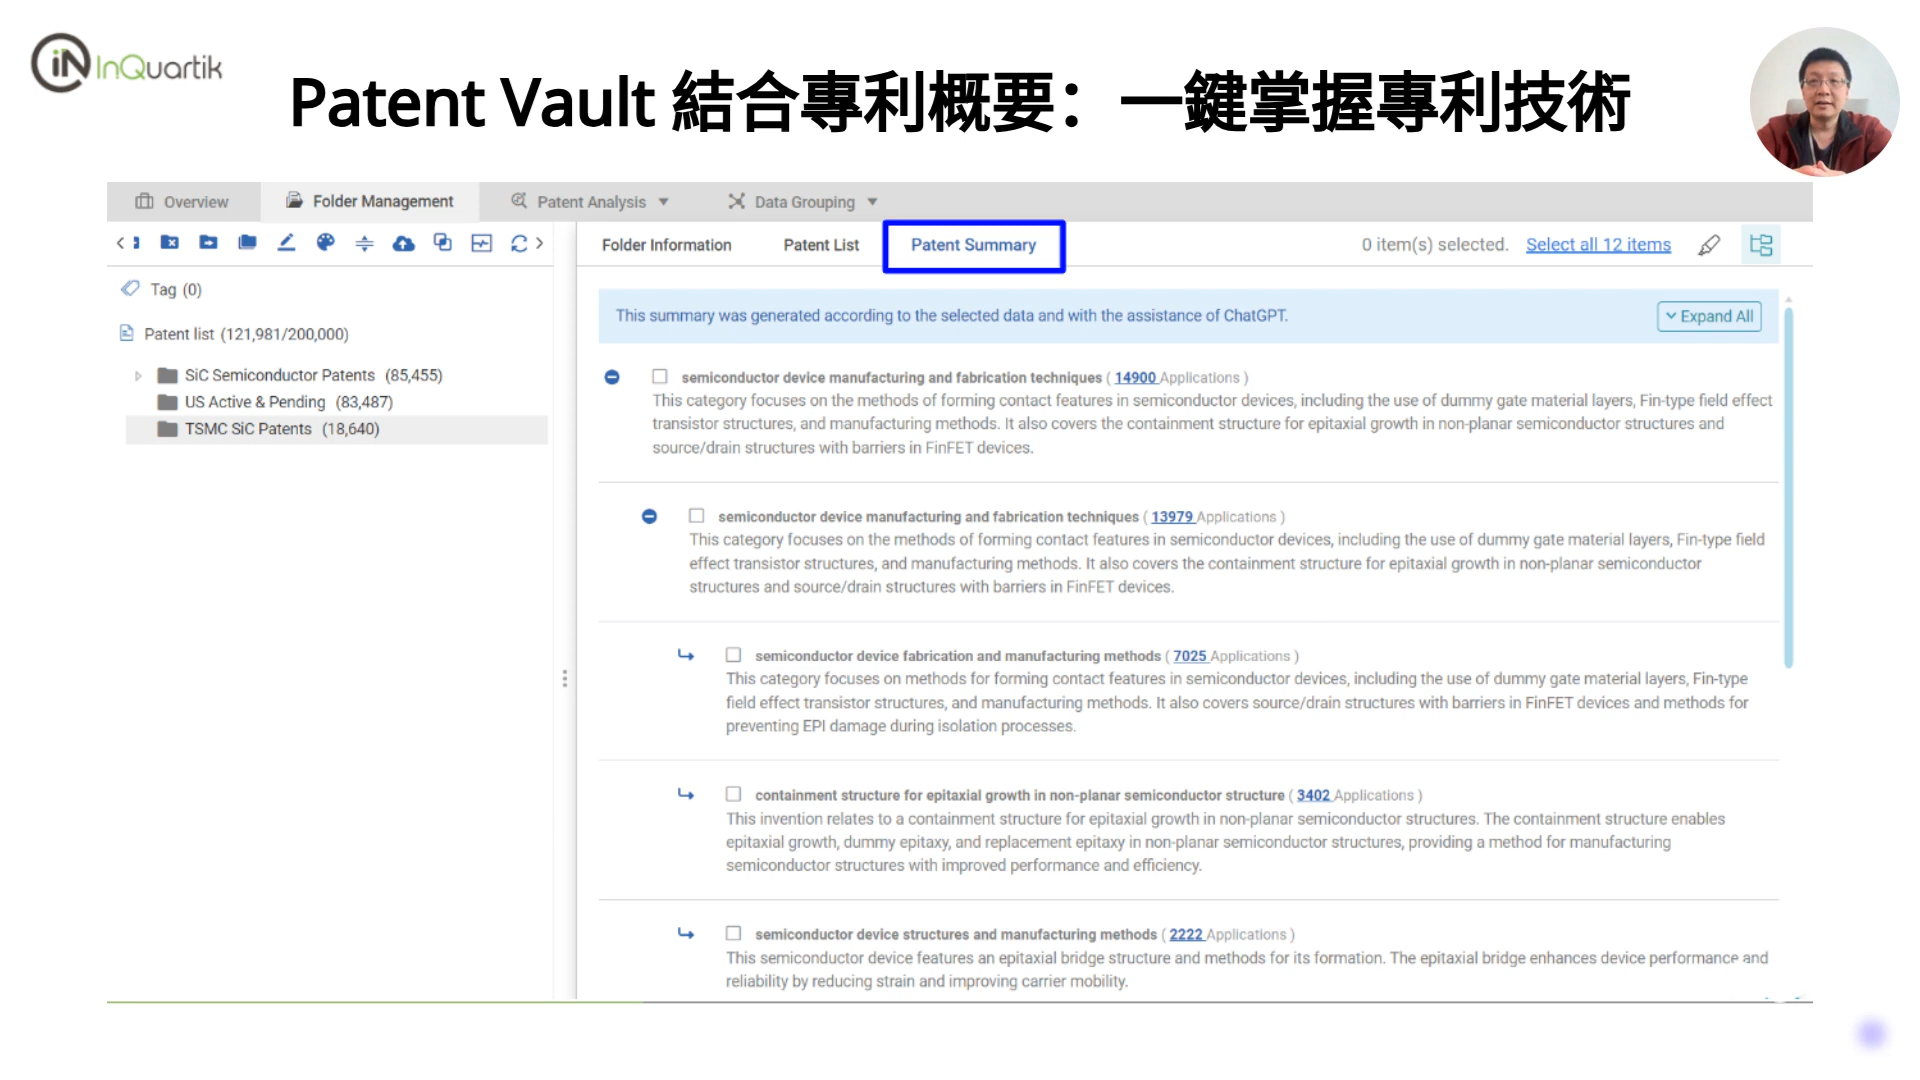 iN InQuartik
Patent Vault 結合專利概要：一鍵掌握專利技術
Overview
Folder Management
Patent Analysis
Data Grouping
Folder Information
Patent List
Patent Summary
0 item(s) selected.
Select all 12 items
Tag (0)
Patent list (121,981/200,000)
SiC Semiconductor Patents (85,455)
US Active & Pending (83,487)
TSMC SiC Patents (18,640)
This summary was generated according to the selected data and with the assistance of ChatGPT.
Expand All
semiconductor device manufacturing and fabrication techniques ( 14900 Applications )
This category focuses on the methods of forming contact features in semiconductor devices, including the use of dummy gate material layers, Fin-type field effect
transistor structures, and manufacturing methods. It also covers the containment structure for epitaxial growth in non-planar semiconductor structures and
source/drain structures with barriers in FinFET devices.
semiconductor device manufacturing and fabrication techniques ( 13979 Applications )
This category focuses on the methods of forming contact features in semiconductor devices, including the use of dummy gate material layers, Fin-type field
effect transistor structures, and manufacturing methods. It also covers the containment structure for epitaxial growth in non-planar semiconductor
structures and source/drain structures with barriers in FinFET devices.
semiconductor device fabrication and manufacturing methods ( 7025 Applications )
This category focuses on methods for forming contact features in semiconductor devices, including the use of dummy gate material layers, Fin-type
field effect transistor structures, and manufacturing methods. It also covers source/drain structures with barriers in FinFET devices and methods for
preventing EPI damage during isolation processes.
containment structure for epitaxial growth in non-planar semiconductor structure ( 3402 Applications )
This invention relates to a containment structure for epitaxial growth in non-planar semiconductor structures. The containment structure enables
epitaxial growth, dummy epitaxy, and replacement epitaxy in non-planar semiconductor structures, providing a method for manufacturing
semiconductor structures with improved performance and efficiency.
semiconductor device structures and manufacturing methods ( 2222 Applications )
This semiconductor device features an epitaxial bridge structure and methods for its formation. The epitaxial bridge enhances device performance and
reliability by reducing strain and improving carrier mobility.